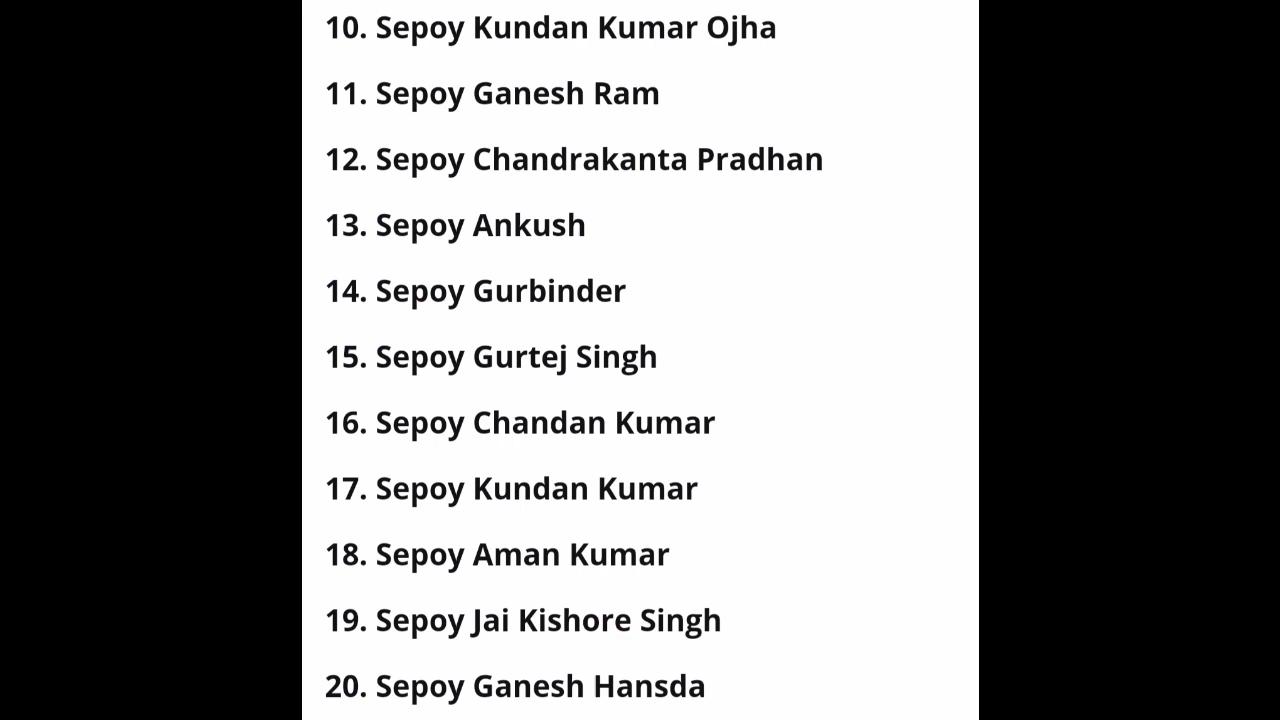 10. Sepoy Kundan Kumar Ojha
11. Sepoy Ganesh Ram
12. Sepoy Chandrakanta Pradhan
13. Sepoy Ankush
14. Sepoy Gurbinder
15. Sepoy Gurtej Singh
16. Sepoy Chandan Kumar
17. Sepoy Kundan Kumar
18. Sepoy Aman Kumar
19. Sepoy Jai Kishore Singh
20. Sepoy Ganesh Hansda